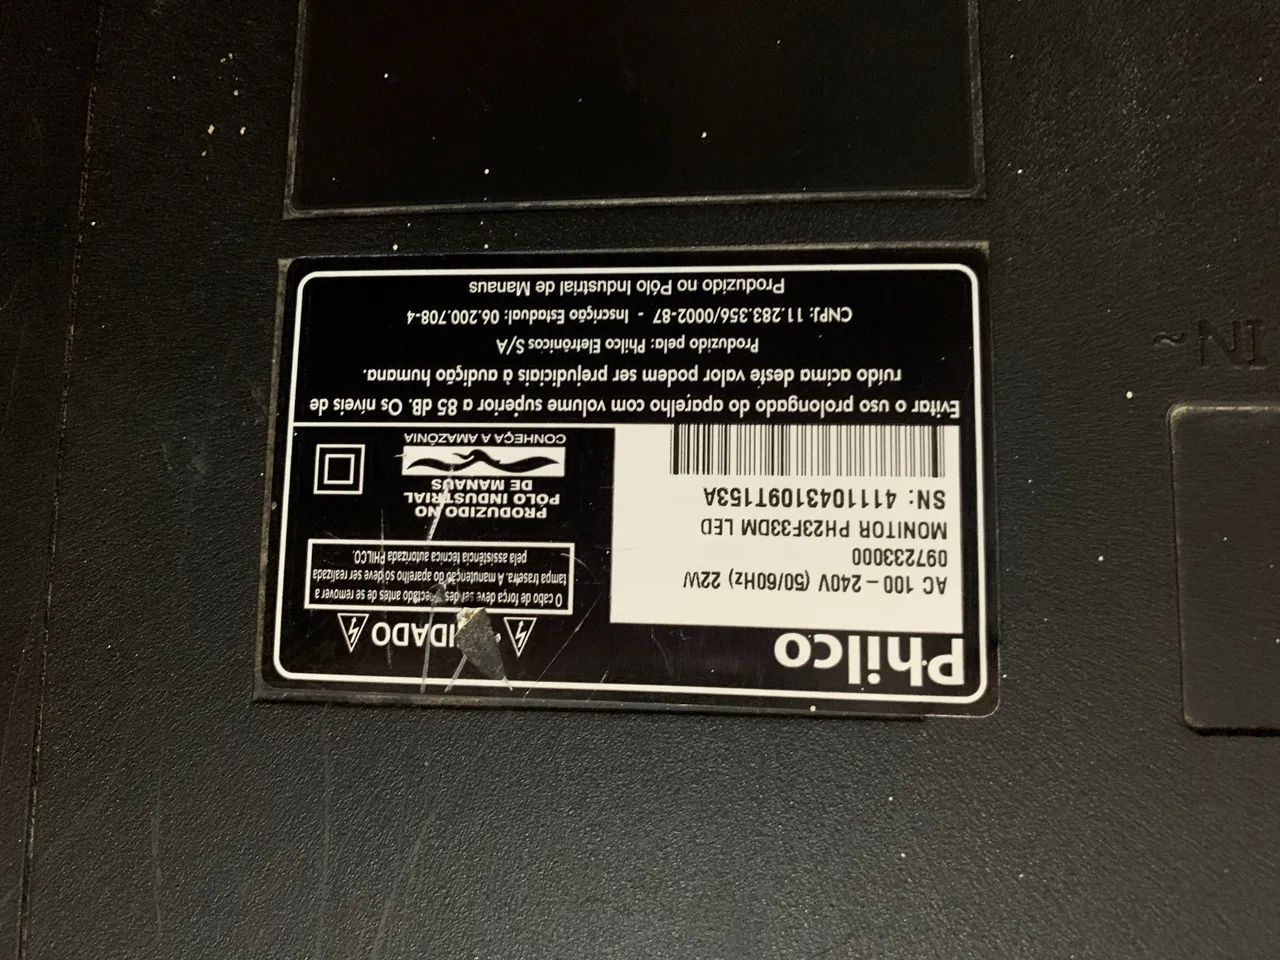 Philco
AC 100 – 240V (50/60Hz) 22W
097233000
MONITOR PH23F33DM LED
SN: 4111043109T153A
O cabo de força deve ser antes de se remover a
tampa traseira. A manutenção do aparelho só deve ser realizada
pela assistência técnica autorizada PHILCO.
PRODUZIDO NO
PÓLO INDUSTRIAL
DE MANAUS
CONHEÇA A AMAZÔNIA
Evitar o uso prolongado do aparelho com volume superior a 85 dB. Os níveis de
ruído acima deste valor podem ser prejudiciais à audição humana.
Produzido pela: Philco Eletrônicos S/A
CNPJ: 11.283.356/0002-87 - Inscrição Estadual: 06.200.708-4
Produzido no Pólo Industrial de Manaus
IN~